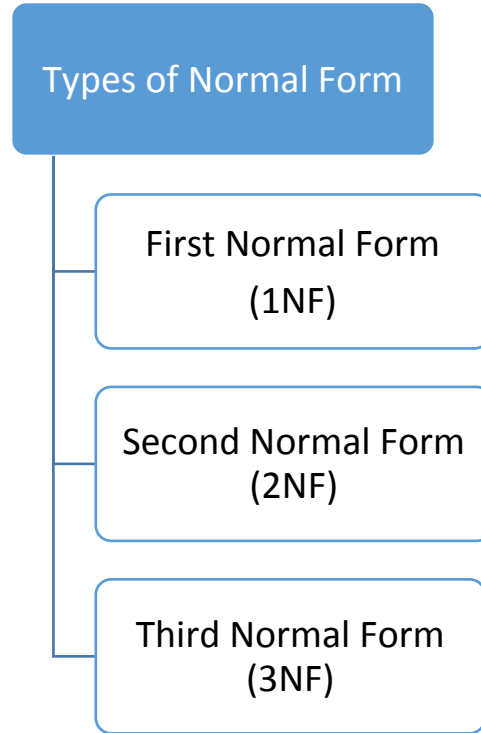 Types of Normal Form
First Normal Form
(1NF)
Second Normal Form
(2NF)
Third Normal Form
(3NF)